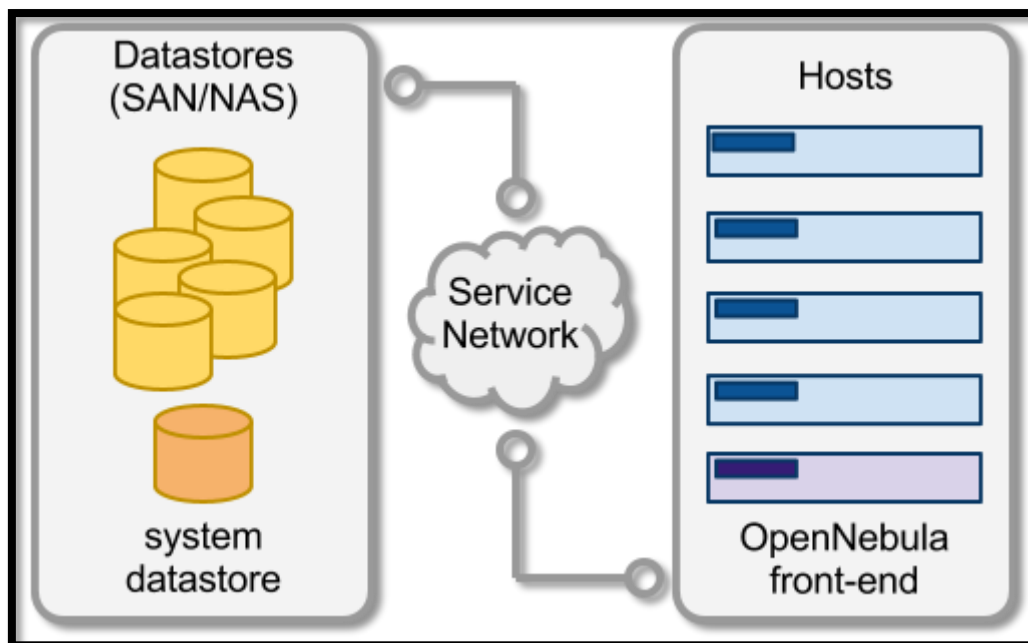 Datastores
(SAN/NAS)
system
datastore
Service
Network
Hosts
OpenNebula
front-end